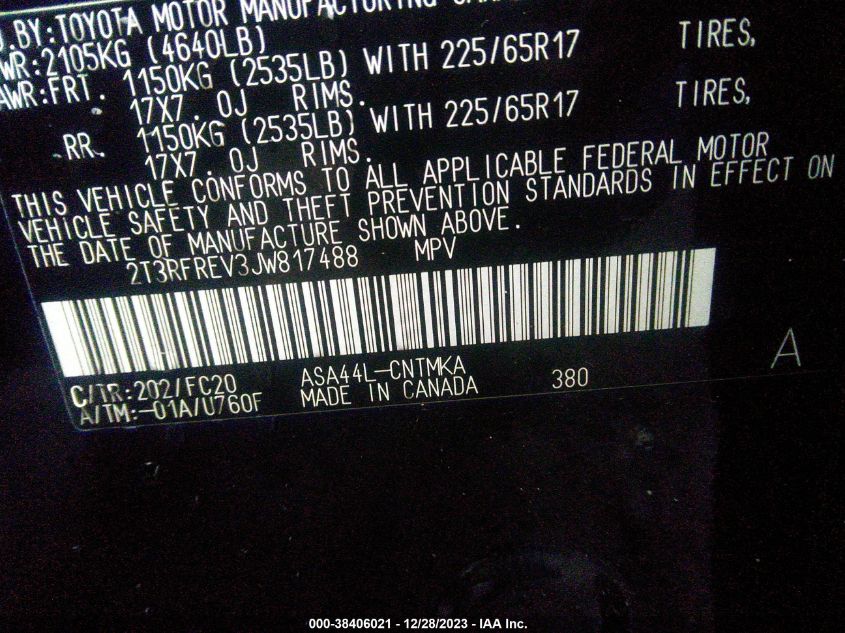 BY:TOYOTA MOTOR MANUFACTURING
WR:2105KG (4640LB)
AWR:FRT. 1150KG (2535LB) WITH 225/65R17 TIRES,
17X7.0J RIMS.
RR. 1150KG (2535LB) WITH 225/65R17 TIRES,
17X7.0J RIMS.
THIS VEHICLE CONFORMS TO ALL APPLICABLE FEDERAL MOTOR
VEHICLE SAFETY AND THEFT PREVENTION STANDARDS IN EFFECT ON
THE DATE OF MANUFACTURE SHOWN ABOVE.
2T3RFREV3JW817488 MPV
C/TR:202/FC20 ASA44L-CNTMKA 380 A
A/TM:-01A/U760F MADE IN CANADA
000-38406021 - 12/28/2023 - IAA Inc.